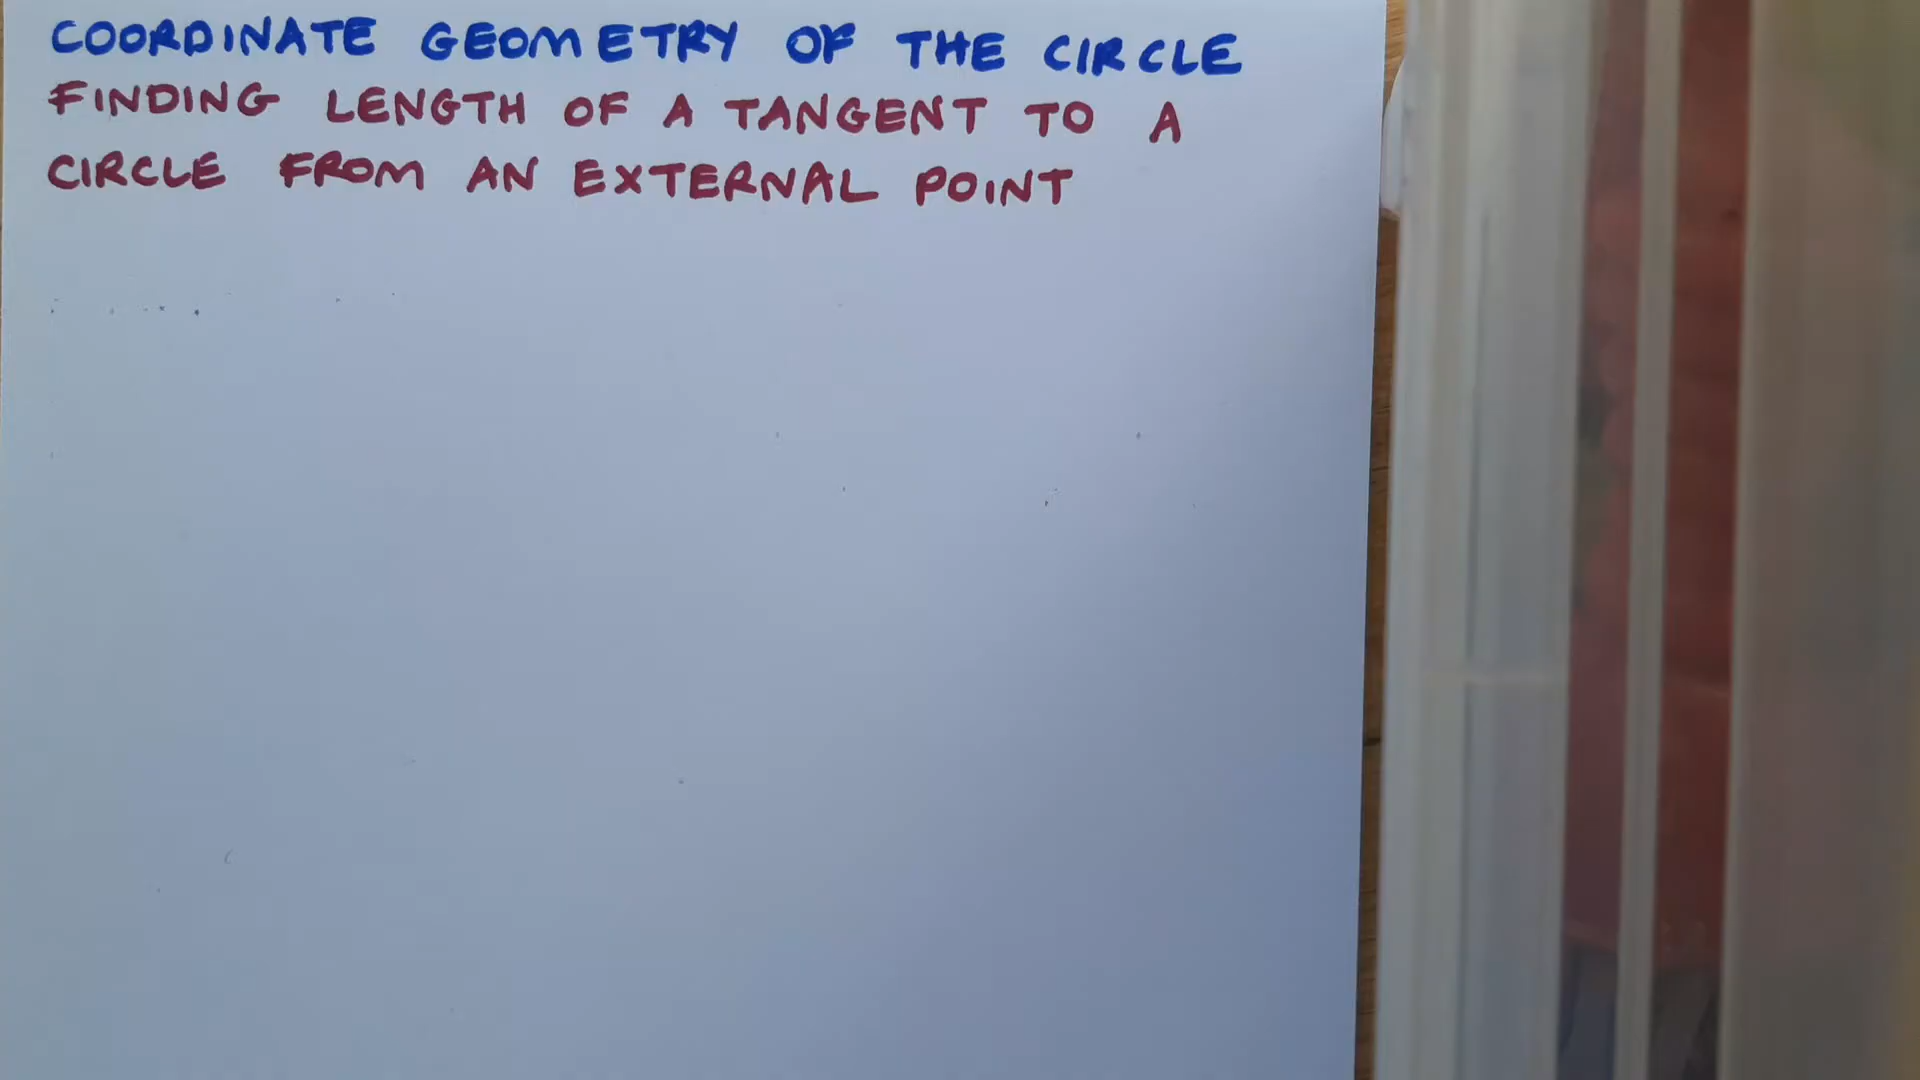 COORDINATE GEOMETRY OF THE CIRCLE
FINDING LENGTH OF A TANGENT TO A
CIRCLE FROM AN EXTERNAL POINT